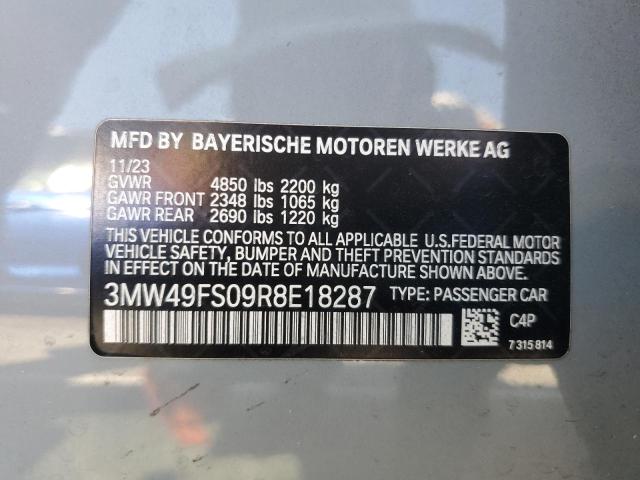 MFD BY BAYERISCHE MOTOREN WERKE AG
11/23
GVWR 4850 lbs 2200 kg
GAWR FRONT 2348 lbs 1065 kg
GAWR REAR 2690 lbs 1220 kg
THIS VEHICLE CONFORMS TO ALL APPLICABLE U.S.FEDERAL MOTOR
VEHICLE SAFETY, BUMPER AND THEFT PREVENTION STANDARDS
IN EFFECT ON THE DATE OF MANUFACTURE SHOWN ABOVE.
3MW49FS09R8E18287 TYPE: PASSENGER CAR
C4P
7 315 814